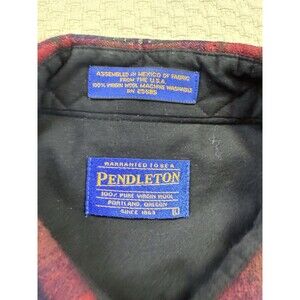 ASSEMBLED IN MEXICO OF FABRIC
FROM THE U.S.A.
100% VIRGIN WOOL MACHINE WASHABLE
RN 29685
WARRANTED TO BE A
PENDLETON
100% PURE VIRGIN WOOL
PORTLAND, OREGON
SINCE 1863